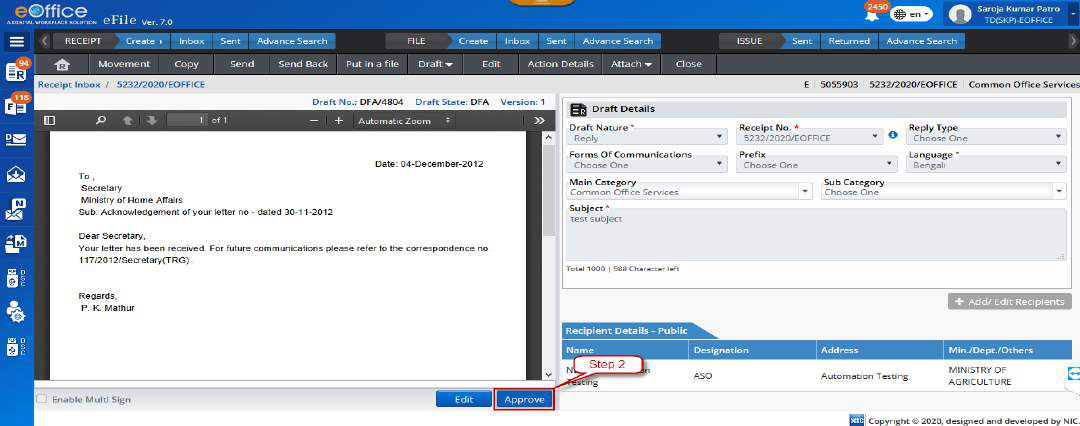 eOffice
A DIGITAL WORKPLACE SOLUTION
eFile Ver. 7.0
2450
en
Saroja Kumar Patro
TD(SKP)-EOFFICE
RECEIPT Create Inbox Sent Advance Search
FILE Create Inbox Sent Advance Search
ISSUE Sent Returned Advance Search
Movement Copy Send Send Back Put in a file Draft Edit Action Details Attach Close
94
118
DSC
DSC
Receipt Inbox / 5232/2020/EOFFICE
E | 5055903 | 5232/2020/EOFFICE | Common Office Services
Draft No.: DFA/4804 Draft State: DFA Version: 1
1 of 1
Automatic Zoom
Date: 04-December-2012
To ,
Secretary
Ministry of Home Affairs
Sub: Acknowledgement of your letter no - dated 30-11-2012
Dear Secretary,
Your letter has been received. For future communications please refer to the correspondence no.
117/2012/Secretary(TRG) .
Regards,
P. K. Mathur
Enable Multi Sign
Edit
Approve
Step 2
Draft Details
Draft Nature * Receipt No. * Reply Type
Reply 5232/2020/EOFFICE Choose One
Forms Of Communications Prefix Language *
Choose One Choose One Bengali
Main Category Sub Category
Common Office Services Choose One
Subject *
test subject
Total 1000 | 988 Character left
+ Add/ Edit Recipients
Recipient Details - Public
Name Designation Address Min./Dept./Others
Testing ASO Automation Testing MINISTRY OF
AGRICULTURE
NIC Copyright © 2020, designed and developed by NIC.